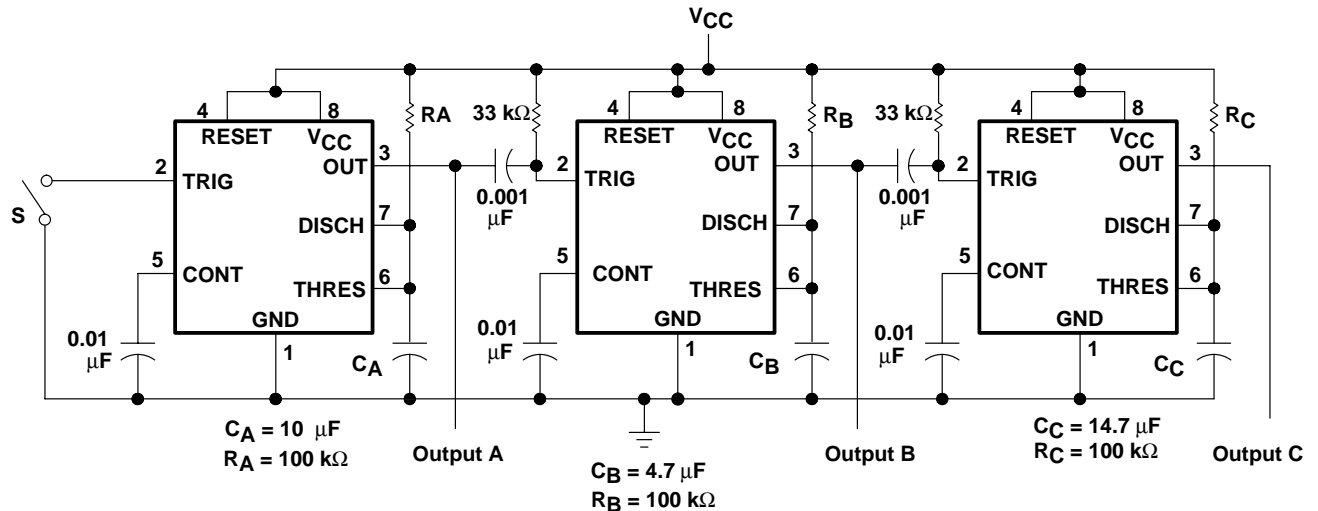 VCC
4
8
RESET
VCC
RA
33 kΩ
3
OUT
2
TRIG
0.001
μF
7
DISCH
S
5
CONT
6
THRES
GND
0.01
μF
1
CA
CA = 10 μF
RA = 100 kΩ
Output A
4
8
RESET
VCC
RB
33 kΩ
3
OUT
2
TRIG
0.001
μF
7
DISCH
5
CONT
6
THRES
GND
0.01
μF
1
CB
CB = 4.7 μF
RB = 100 kΩ
Output B
4
8
RESET
VCC
RC
3
OUT
2
TRIG
7
DISCH
5
CONT
6
THRES
GND
0.01
μF
1
CC
CC = 14.7 μF
RC = 100 kΩ
Output C